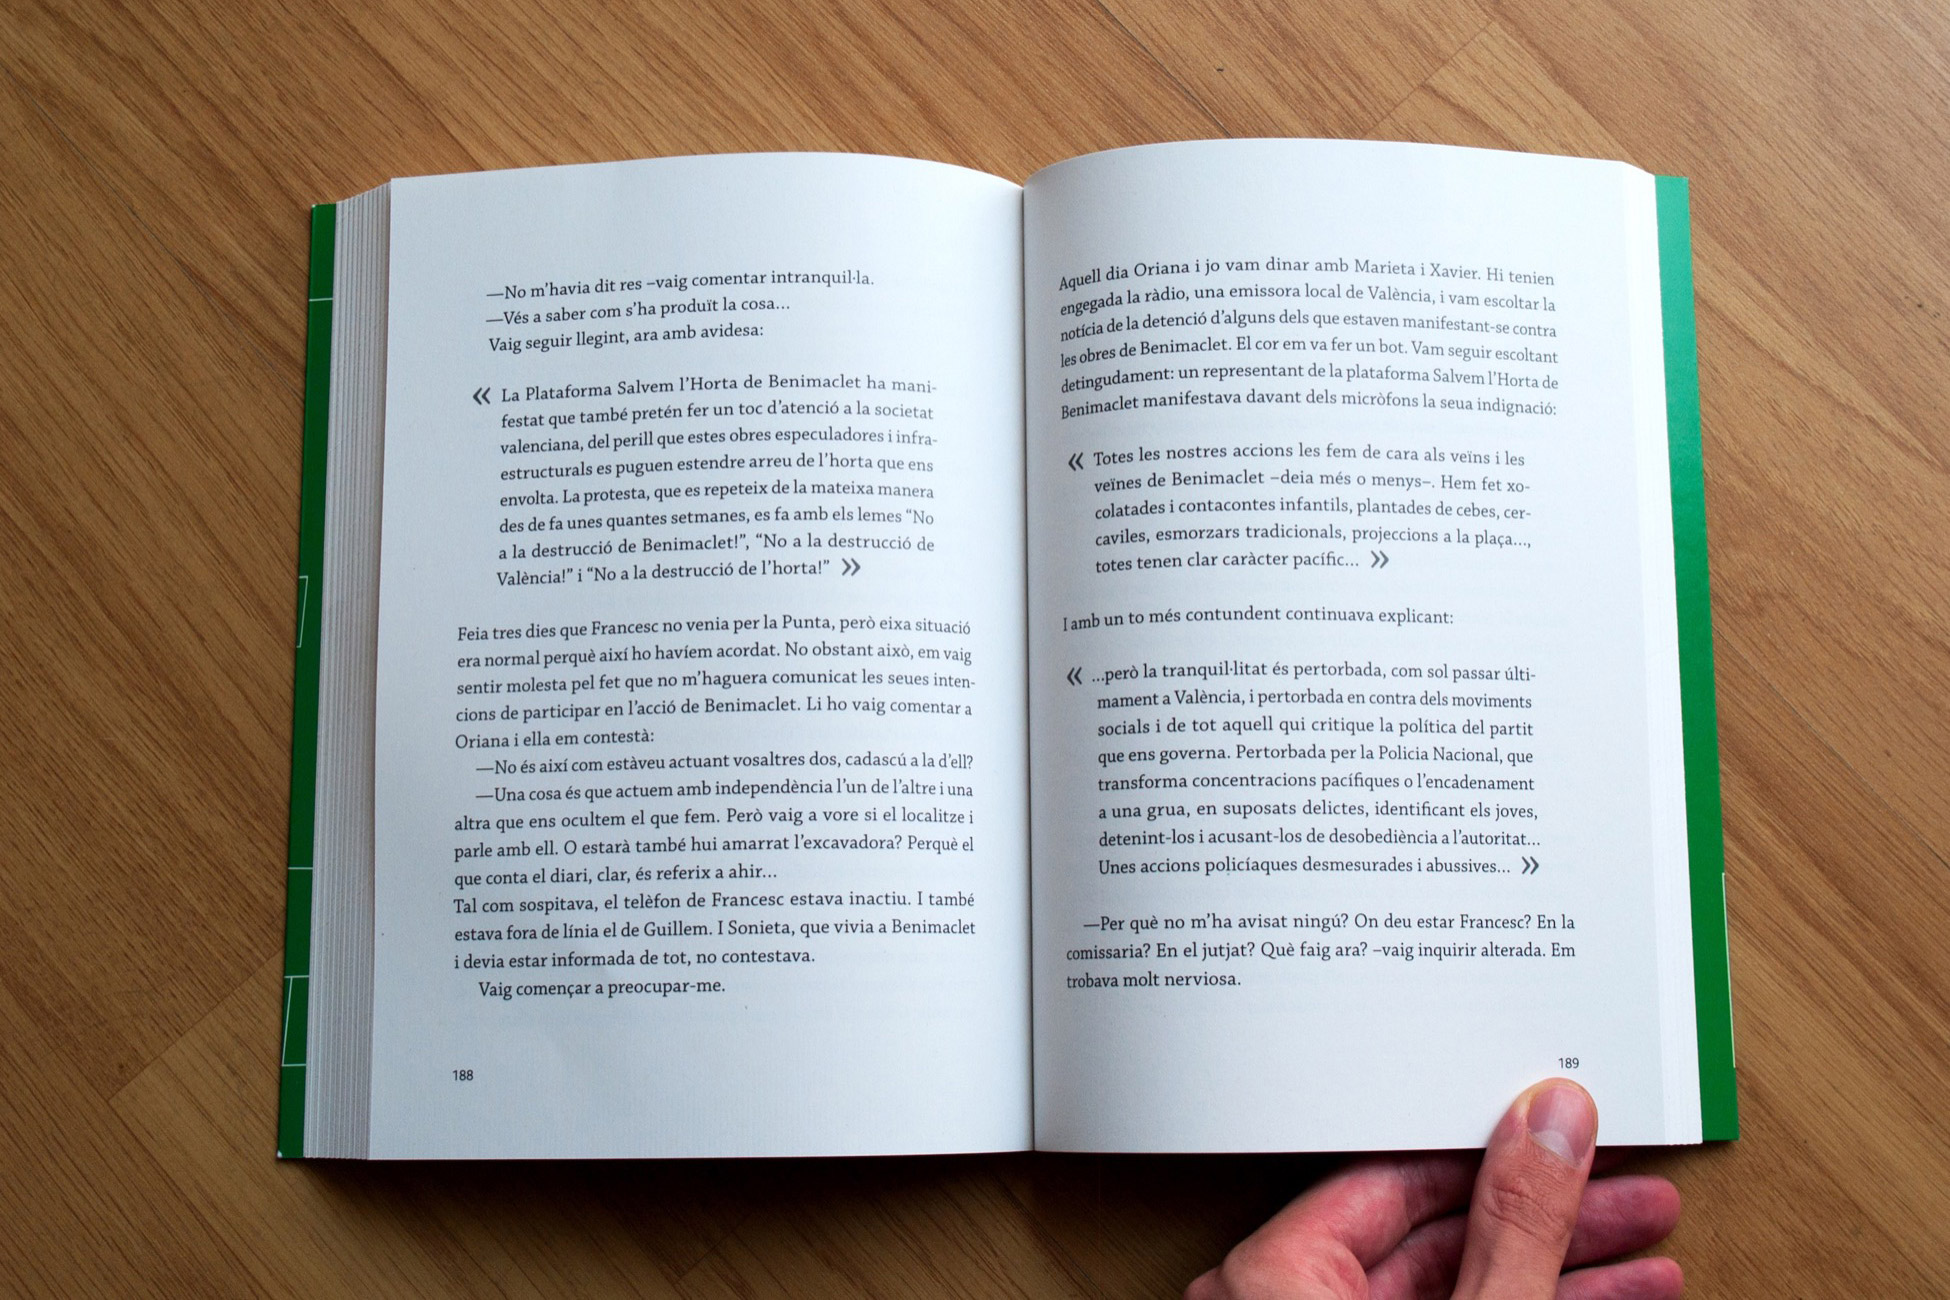 —No m'havia dit res –vaig comentar intranquil·la.
—Vés a saber com s'ha produït la cosa...
Vaig seguir llegint, ara amb avidesa:
« La Plataforma Salvem l'Horta de Benimaclet ha mani-
festat que també pretén fer un toc d'atenció a la societat
valenciana, del perill que estes obres especuladores i infra-
estructurals es puguen estendre arreu de l'horta que ens
envolta. La protesta, que es repeteix de la mateixa manera
des de fa unes quantes setmanes, es fa amb els lemes “No
a la destrucció de Benimaclet!”, “No a la destrucció de
València!” i “No a la destrucció de l'horta!” »
Feia tres dies que Francesc no venia per la Punta, però eixa situació
era normal perquè així ho havíem acordat. No obstant això, em vaig
sentir molesta pel fet que no m'haguera comunicat les seues inten-
cions de participar en l'acció de Benimaclet. Li ho vaig comentar a
Oriana i ella em contestà:
—No és així com estàveu actuant vosaltres dos, cadascú a la d'ell?
—Una cosa és que actuem amb independència l'un de l'altre i una
altra que ens ocultem el que fem. Però vaig a vore si el localitze i
parle amb ell. O estarà també hui amarrat l'excavadora? Perquè el
que conta el diari, clar, és referix a ahir...
Tal com sospitava, el telèfon de Francesc estava inactiu. I també
estava fora de línia el de Guillem. I Sonieta, que vivia a Benimaclet
i devia estar informada de tot, no contestava.
Vaig començar a preocupar-me.
188
Aquell dia Oriana i jo vam dinar amb Marieta i Xavier. Hi tenien
engegada la ràdio, una emissora local de València, i vam escoltar la
notícia de la detenció d'alguns dels que estaven manifestant-se contra
les obres de Benimaclet. El cor em va fer un bot. Vam seguir escoltant
detingudament: un representant de la plataforma Salvem l'Horta de
Benimaclet manifestava davant dels micròfons la seua indignació:
« Totes les nostres accions les fem de cara als veïns i les
veïnes de Benimaclet –deia més o menys–. Hem fet xo-
colatades i contacontes infantils, plantades de cebes, cer-
caviles, esmorzars tradicionals, projeccions a la plaça...,
totes tenen clar caràcter pacífic... »
I amb un to més contundent continuava explicant:
« ...però la tranquil·litat és pertorbada, com sol passar últi-
mament a València, i pertorbada en contra dels moviments
socials i de tot aquell qui critique la política del partit
que ens governa. Pertorbada per la Policia Nacional, que
transforma concentracions pacífiques o l'encadenament
a una grua, en suposats delictes, identificant els joves,
detenint-los i acusant-los de desobediència a l'autoritat...
Unes accions policíaques desmesurades i abussives... »
—Per què no m'ha avisat ningú? On deu estar Francesc? En la
comissaria? En el jutjat? Què faig ara? –vaig inquirir alterada. Em
trobava molt nerviosa.
189